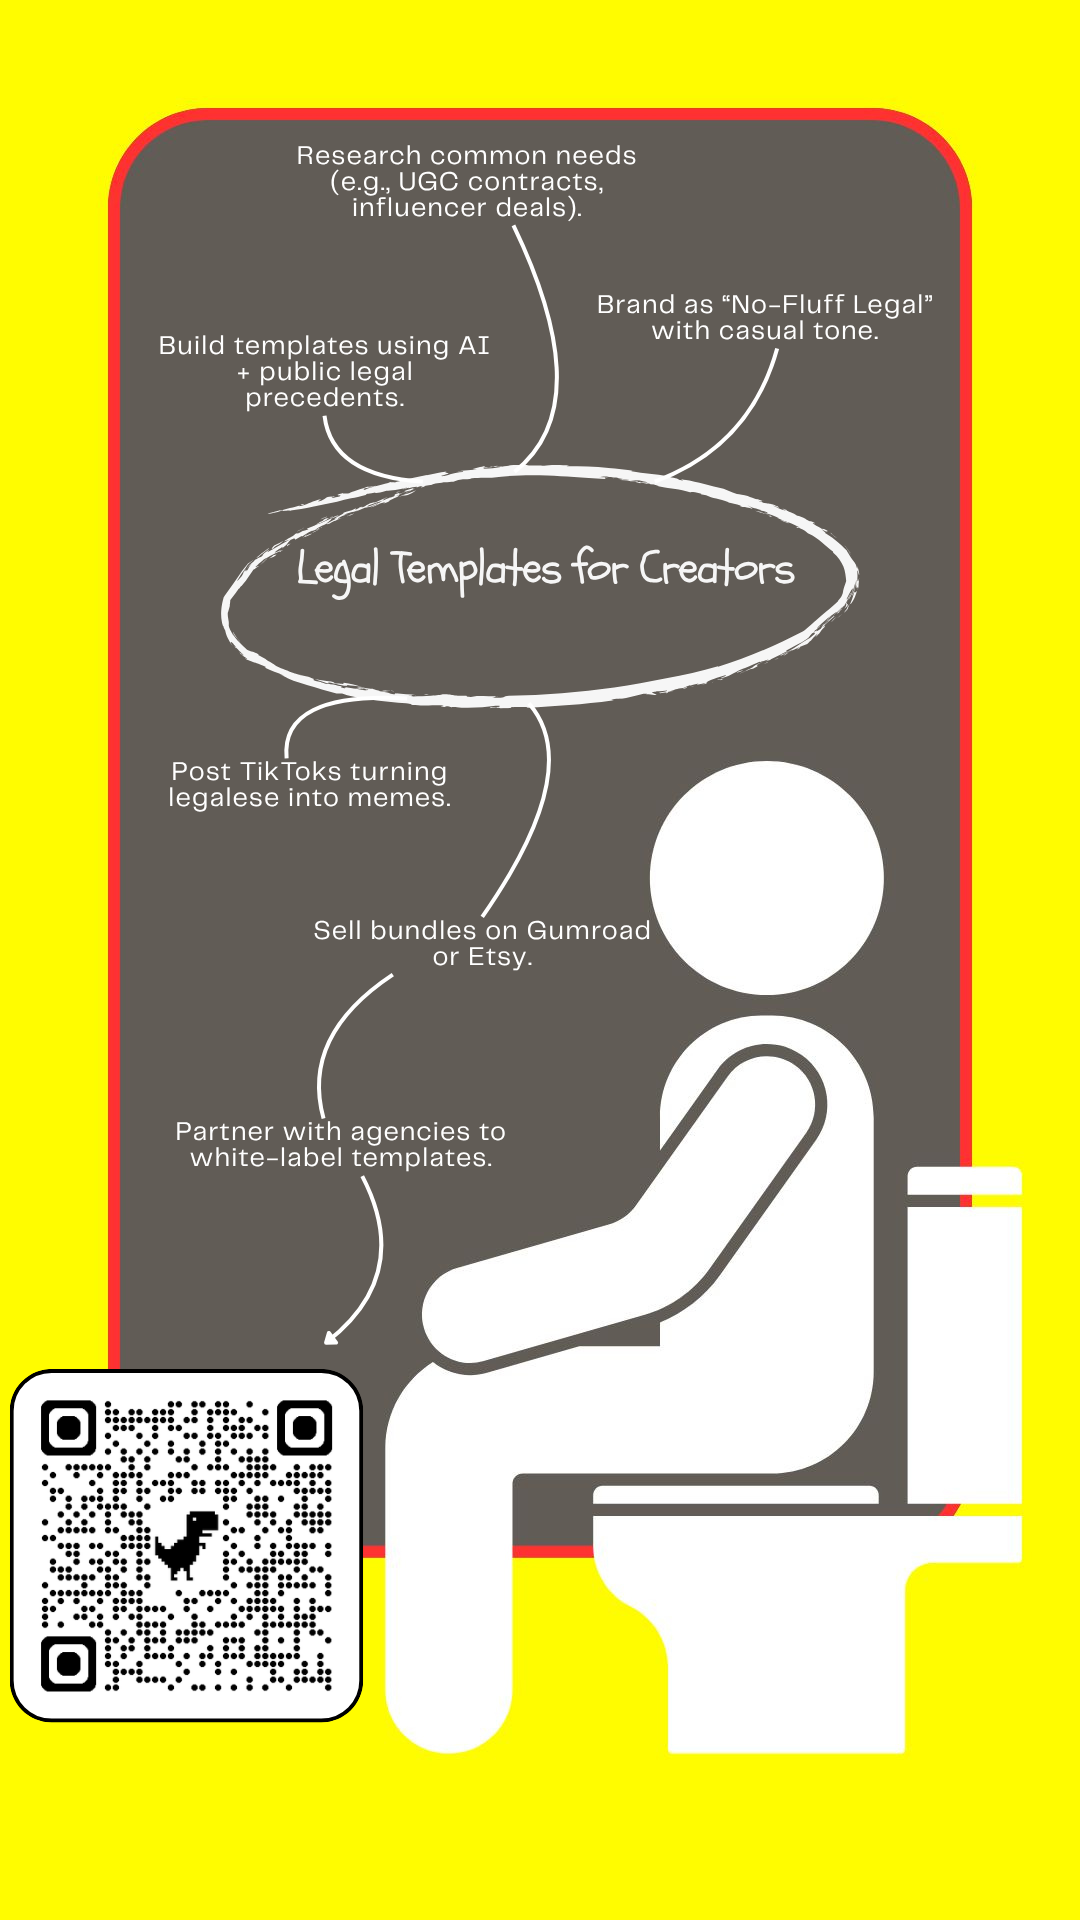 Research common needs
(e.g., UGC contracts,
influencer deals).
Brand as “No-Fluff Legal”
with casual tone.
Build templates using AI
+ public legal
precedents.
Legal Templates for Creators
Post TikToks turning
legalese into memes.
Sell bundles on Gumroad
or Etsy.
Partner with agencies to
white-label templates.